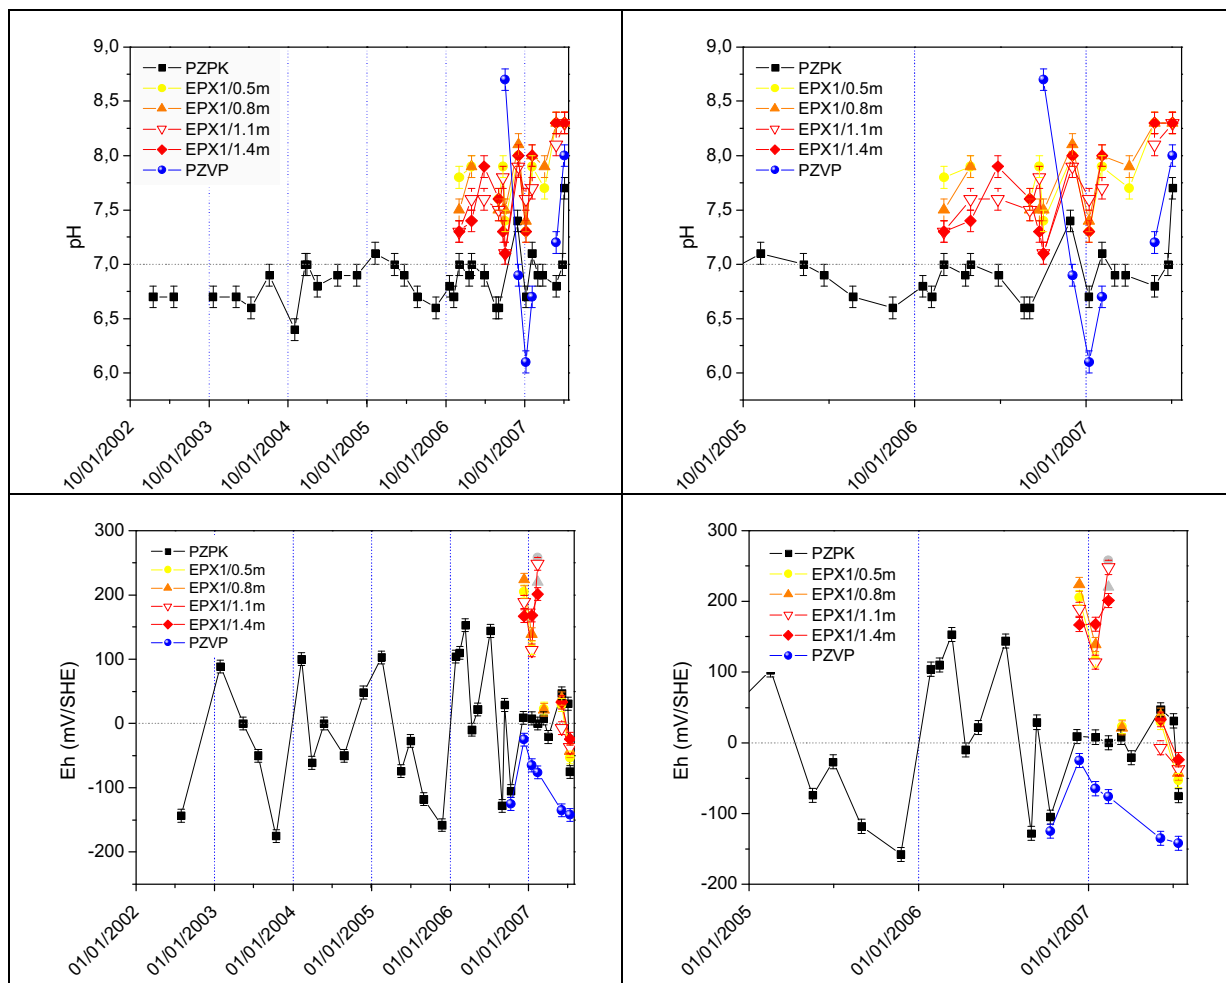 9,0
8,5
8,0
7,5
7,0
6,5
6,0
pH
PZPK
EPX1/0.5m
EPX1/0.8m
EPX1/1.1m
EPX1/1.4m
PZVP
10/01/2002
10/01/2003
10/01/2004
10/01/2005
10/01/2006
10/01/2007
9,0
8,5
8,0
7,5
7,0
6,5
6,0
pH
PZPK
EPX1/0.5m
EPX1/0.8m
EPX1/1.1m
EPX1/1.4m
PZVP
10/01/2005
10/01/2006
10/01/2007
300
200
100
0
-100
-200
Eh (mV/SHE)
PZPK
EPX1/0.5m
EPX1/0.8m
EPX1/1.1m
EPX1/1.4m
PZVP
01/01/2002
01/01/2003
01/01/2004
01/01/2005
01/01/2006
01/01/2007
300
200
100
0
-100
-200
Eh (mV/SHE)
PZPK
EPX1/0.5m
EPX1/0.8m
EPX1/1.1m
EPX1/1.4m
PZVP
01/01/2005
01/01/2006
01/01/2007